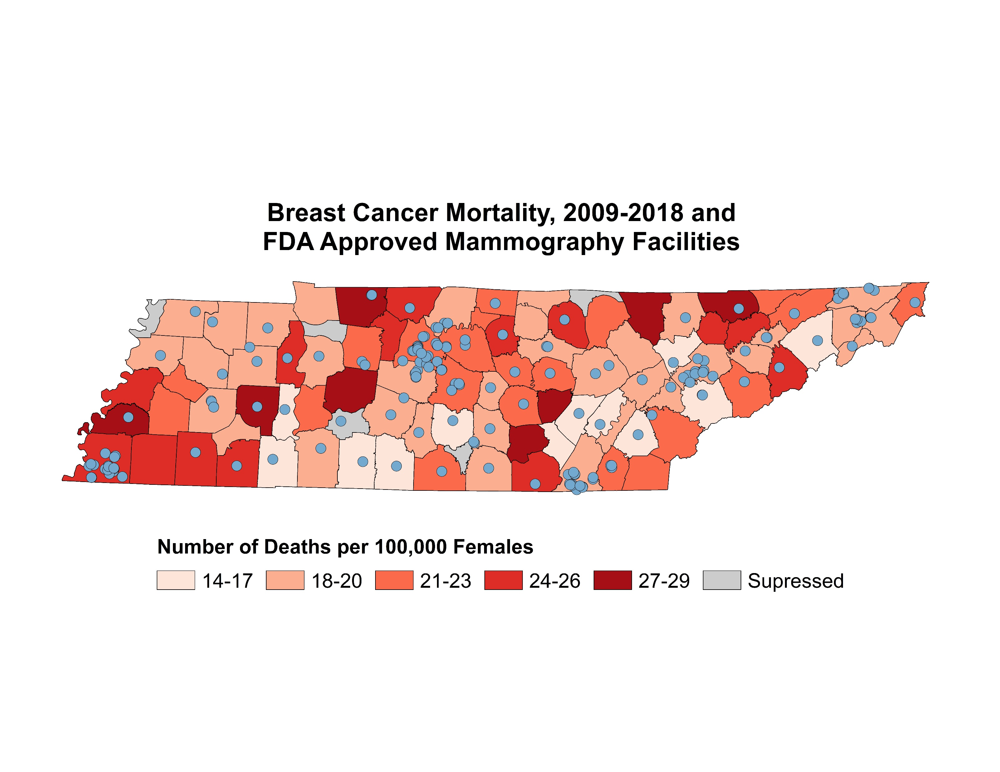 Breast Cancer Mortality, 2009-2018 and
FDA Approved Mammography Facilities
Number of Deaths per 100,000 Females
14-17 18-20 21-23 24-26 27-29 Supressed